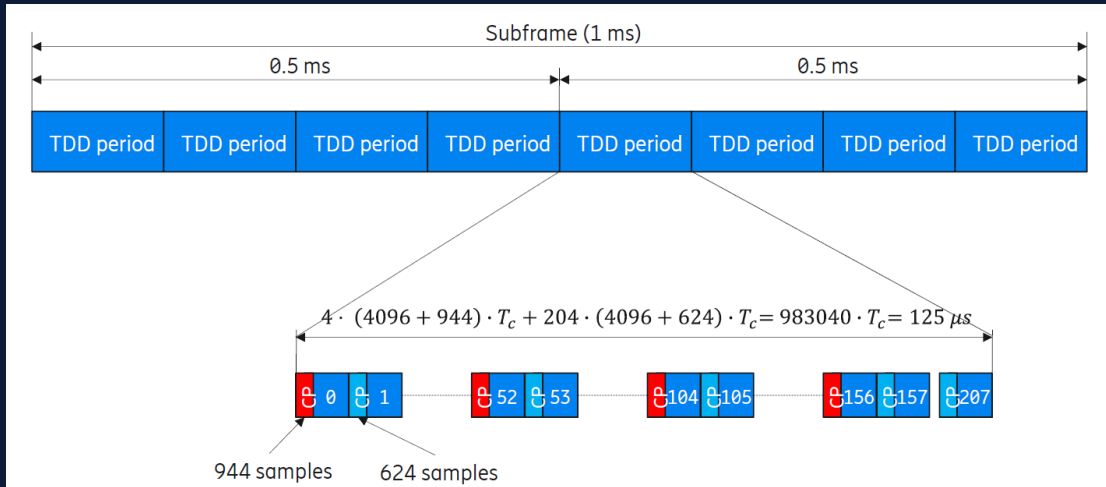 Subframe (1 ms)
0.5 ms 0.5 ms
TDD period TDD period TDD period TDD period TDD period TDD period TDD period TDD period
4 · (4096 + 944) · T_c + 204 · (4096 + 624) · T_c = 983040 · T_c = 125 μs
CP 0 CP 1 CP 52 CP 53 CP 104 CP 105 CP 156 CP 157 CP 207
944 samples 624 samples